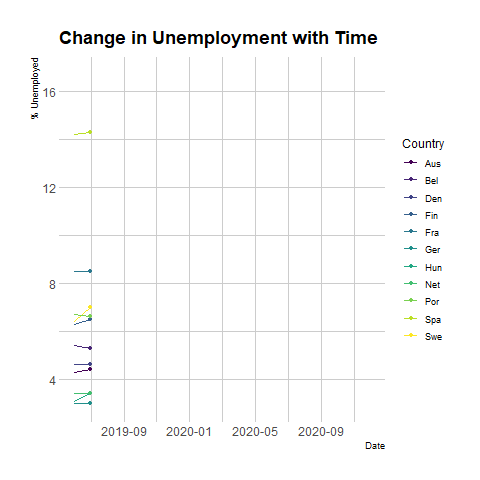 Change in Unemployment with Time
% Unemployed
16
12
8
4
2019-09 2020-01 2020-05 2020-09
Date
Country
Aus
Bel
Den
Fin
Fra
Ger
Hun
Net
Por
Spa
Swe